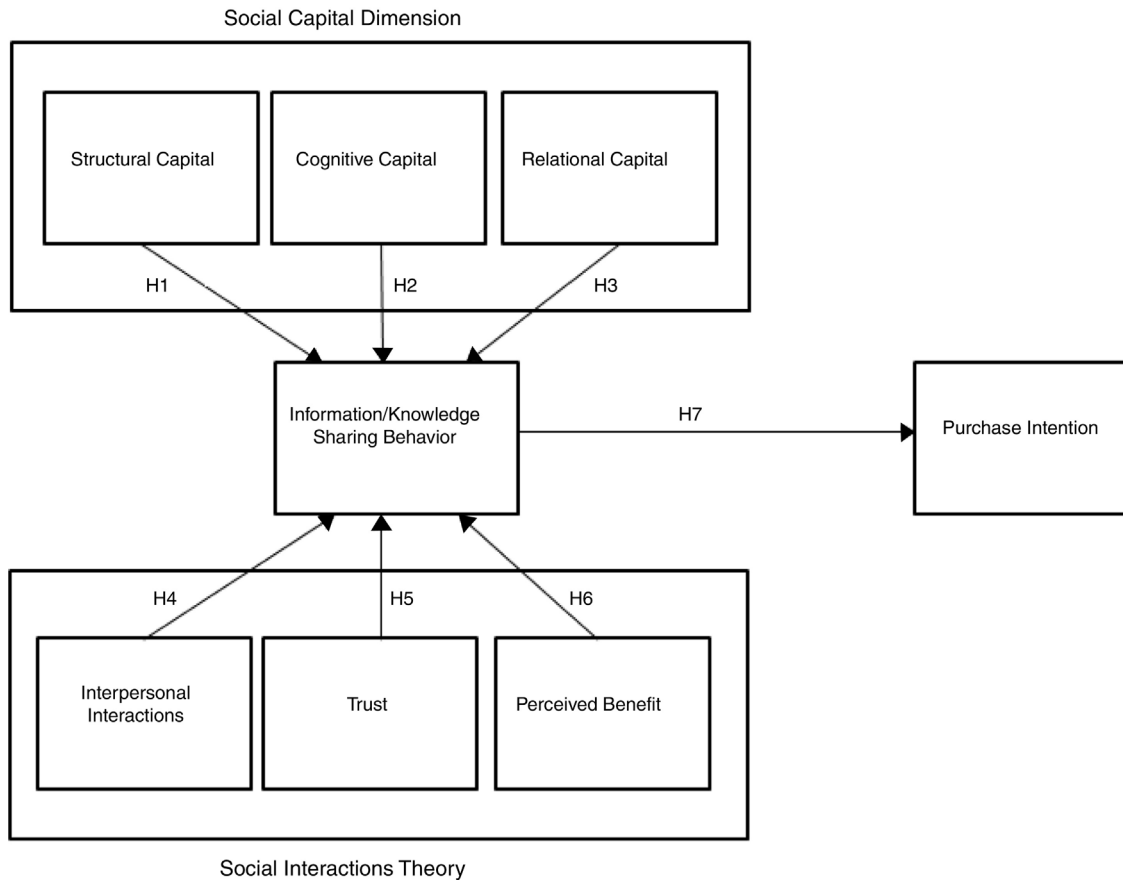 Social Capital Dimension
Structural Capital
Cognitive Capital
Relational Capital
H1
H2
H3
Information/Knowledge
Sharing Behavior
H7
Purchase Intention
H4
H5
H6
Interpersonal
Interactions
Trust
Perceived Benefit
Social Interactions Theory